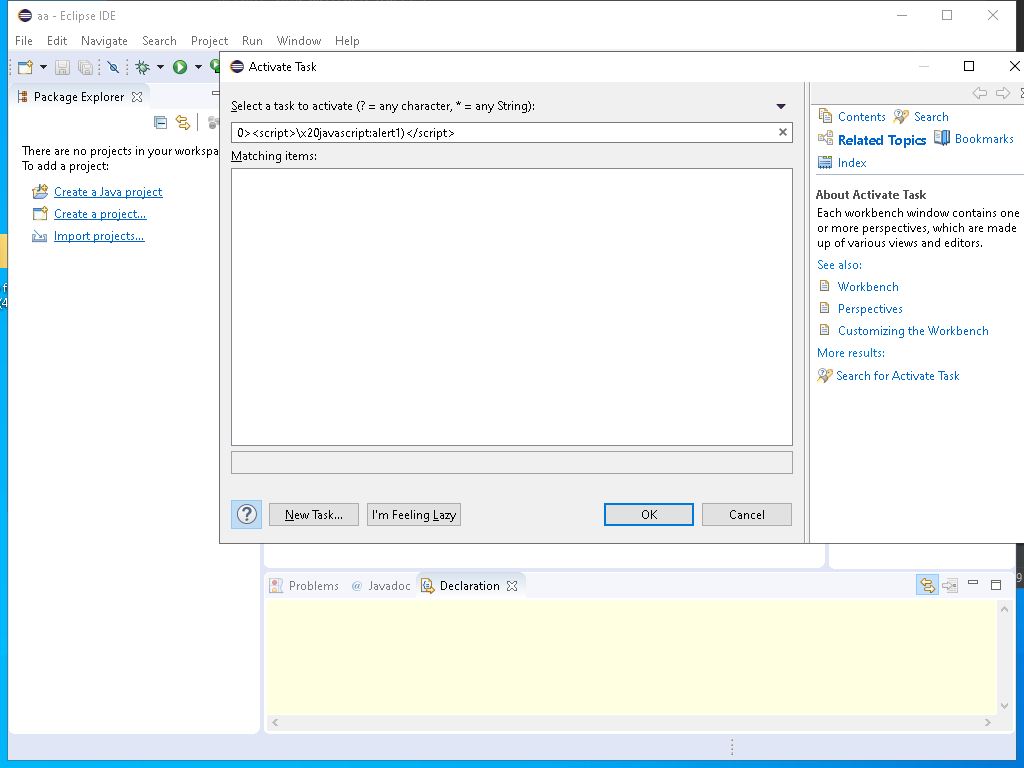 aa - Eclipse IDE
File Edit Navigate Search Project Run Window Help
Package Explorer
There are no projects in your workspa
To add a project:
Create a Java project
Create a project...
Import projects...
Activate Task
Select a task to activate (? = any character, * = any String):
0><script>\x20javascript:alert1)</script>
Matching items:
New Task...
I'm Feeling Lazy
OK
Cancel
Contents Search
Related Topics Bookmarks
Index
About Activate Task
Each workbench window contains one
or more perspectives, which are made
up of various views and editors.
See also:
Workbench
Perspectives
Customizing the Workbench
More results:
Search for Activate Task
Problems @ Javadoc Declaration